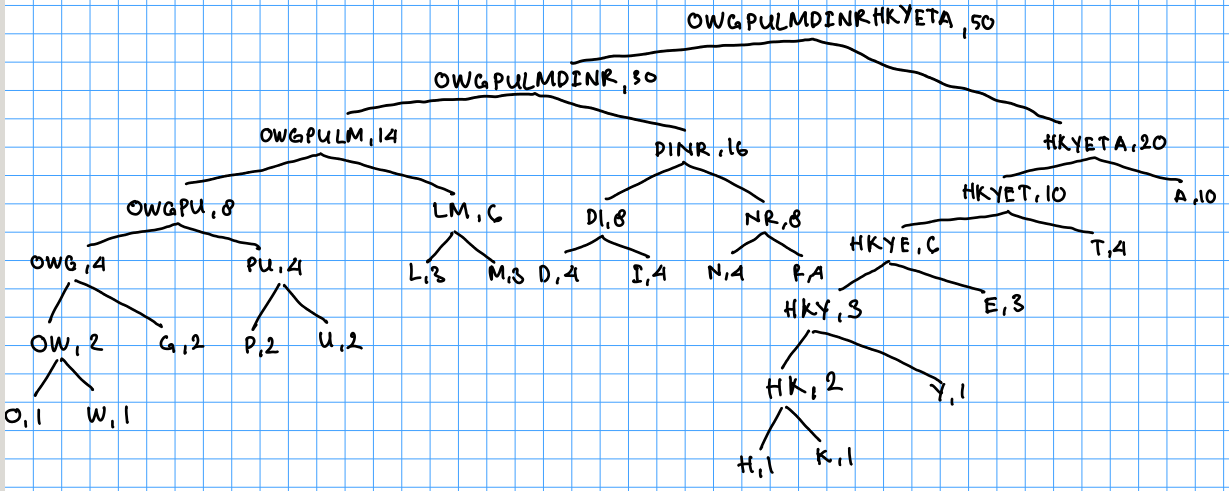 OWGPULMDINRHKYETA,50
OWGPULMDINR,30
OWGPULM,14
DINR,16
HKYETA,20
OWGPU,8
LM,6
DI,8
NR,8
HKYET,10
A,10
OWG,4
PU,4
L,3
M,3
D,4
I,4
N,4
R,4
HKYE,6
T,4
OW,2
G,2
P,2
U,2
HKY,3
E,3
O,1
W,1
HK,2
Y,1
H,1
K,1